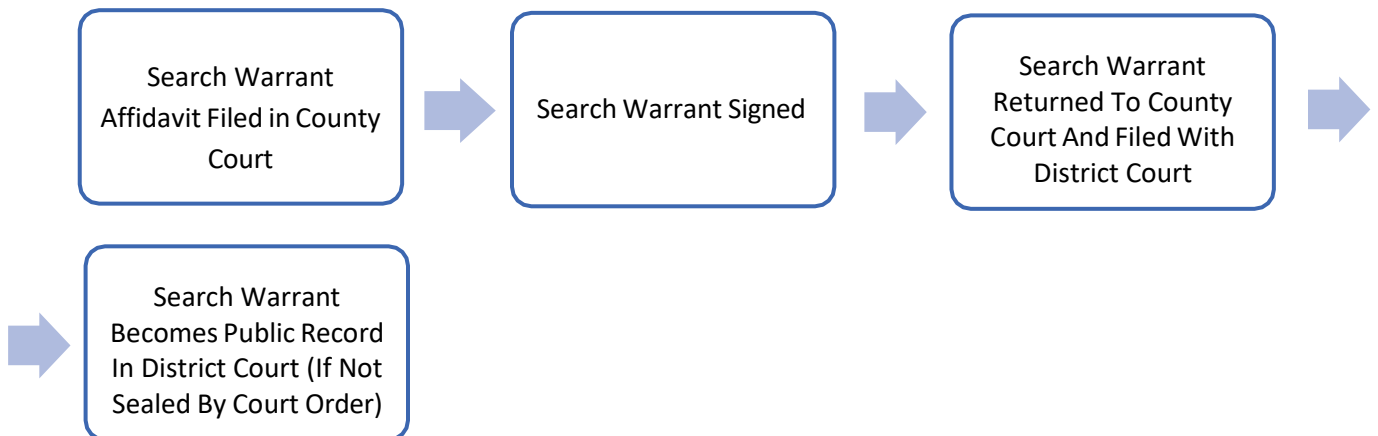 Search Warrant
Affidavit Filed in County
Court
Search Warrant Signed
Search Warrant
Returned To County
Court And Filed With
District Court
Search Warrant
Becomes Public Record
In District Court (If Not
Sealed By Court Order)